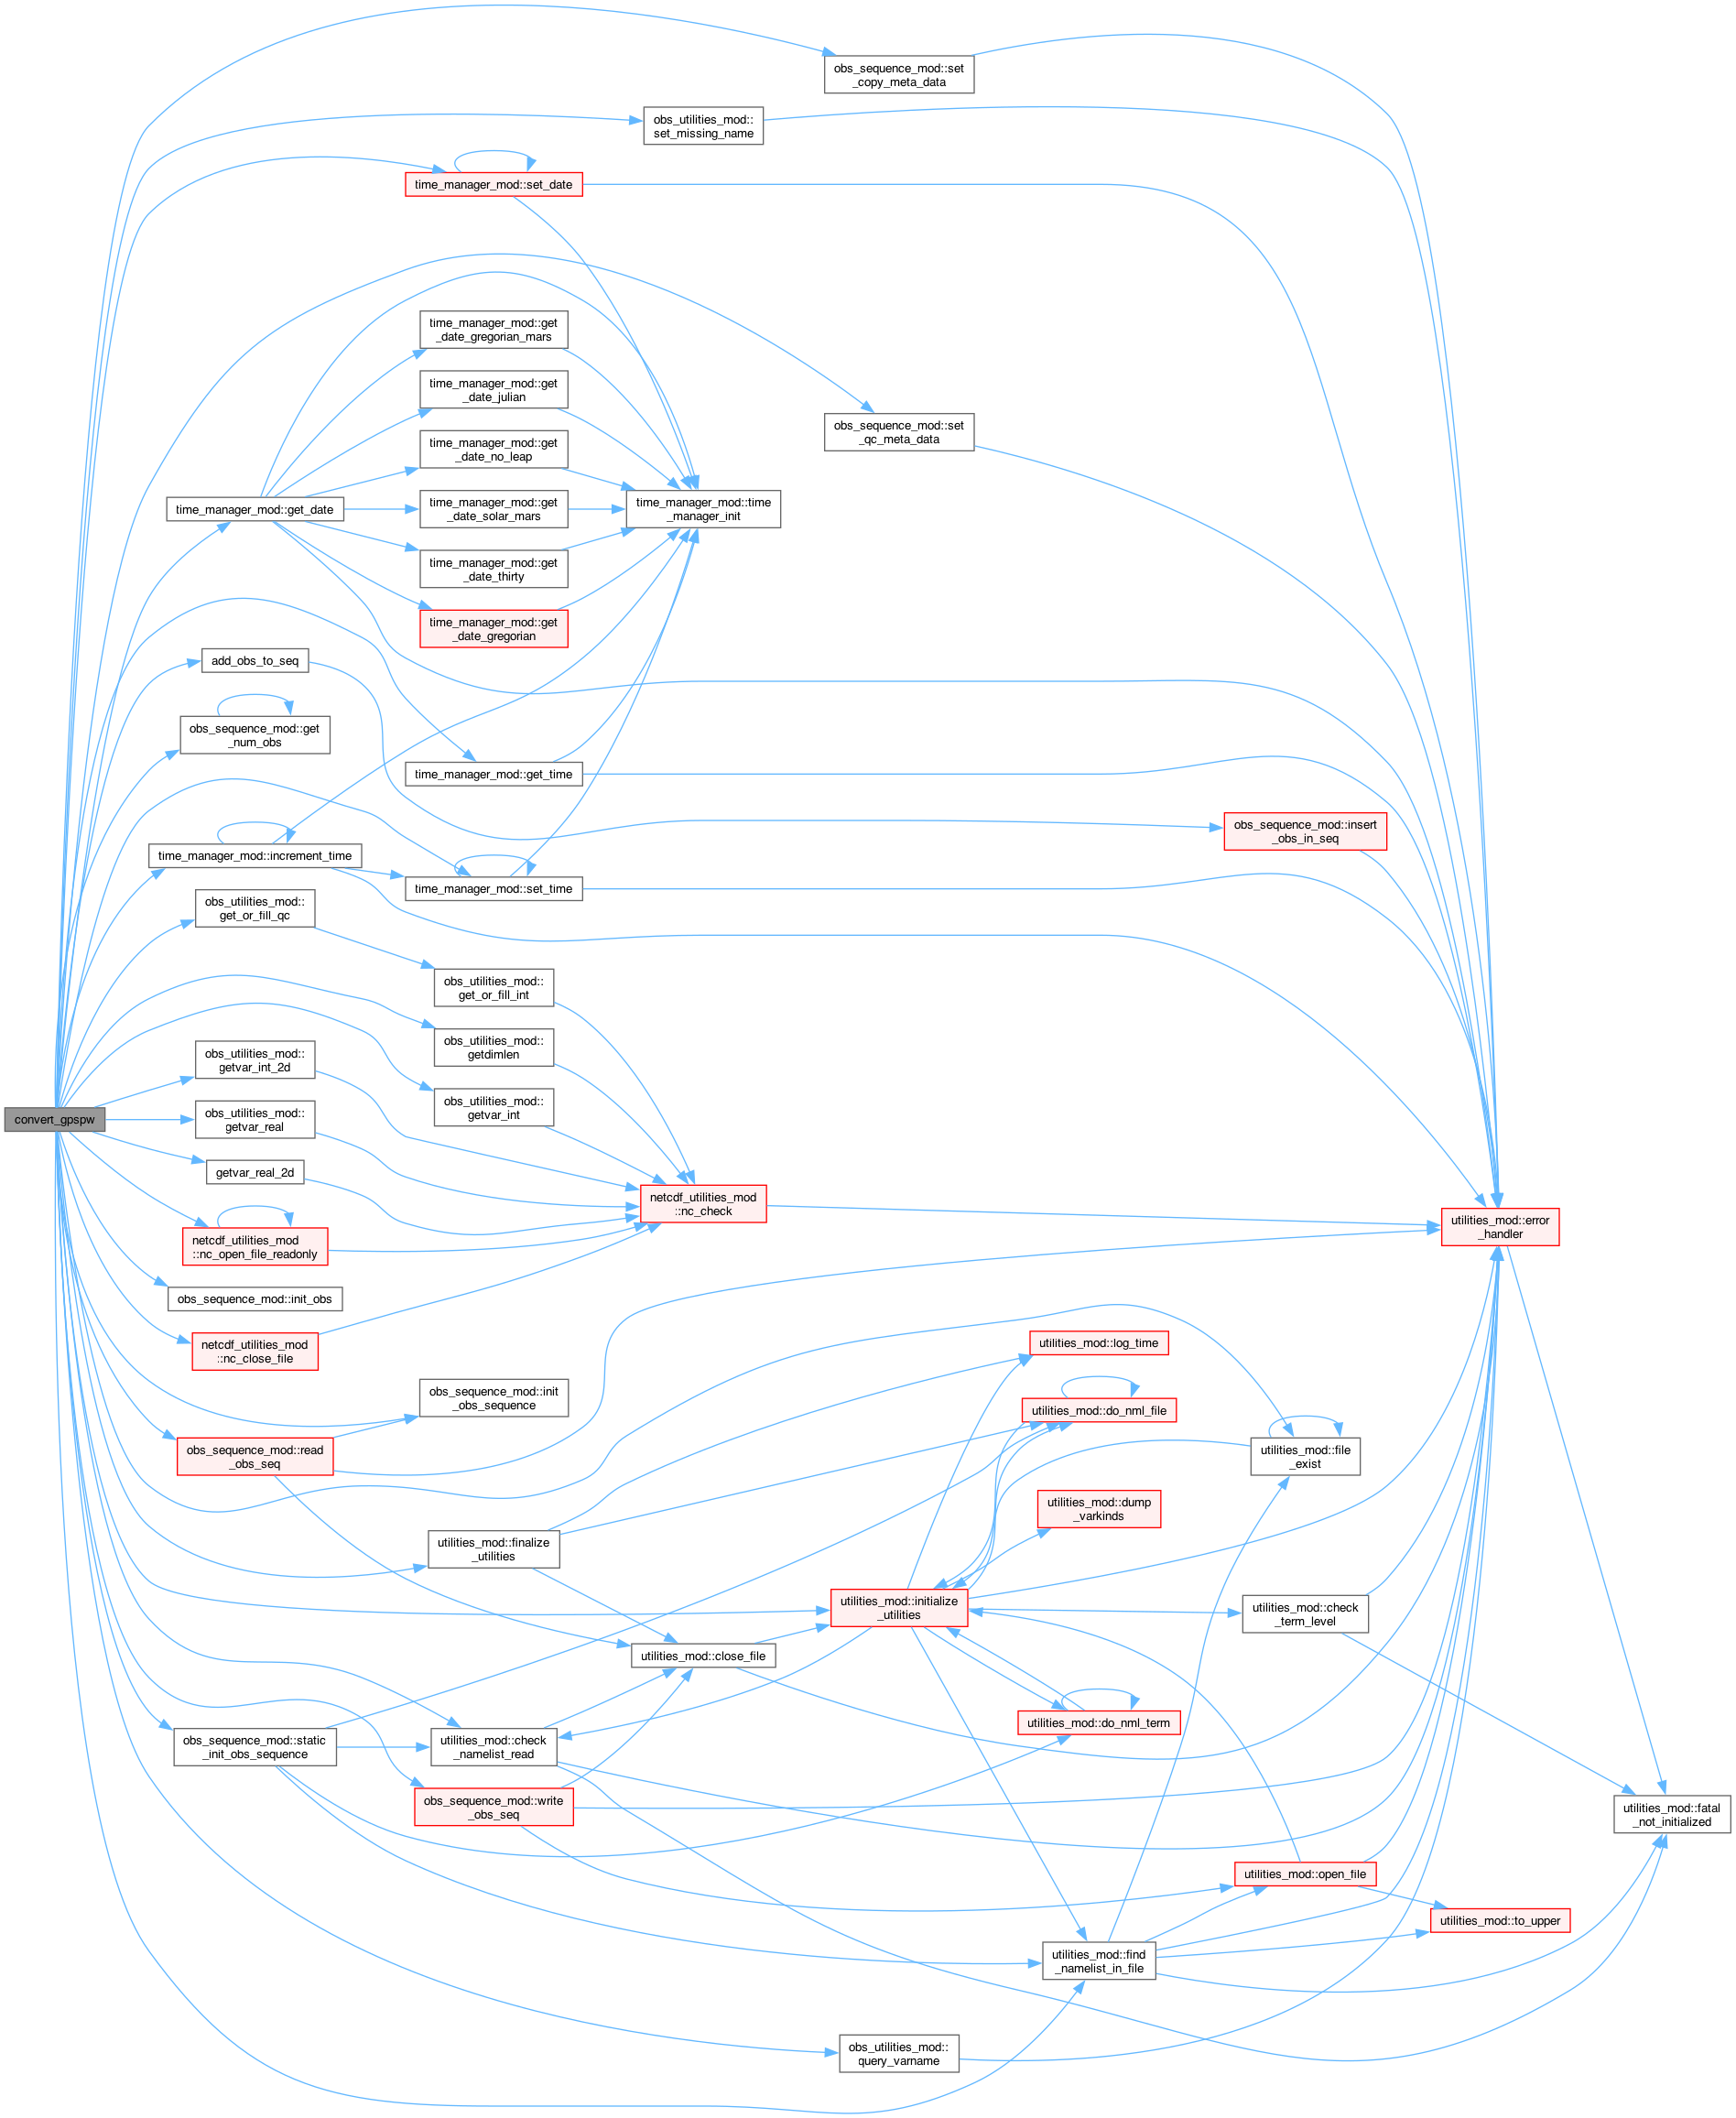 obs_sequence_mod::set
_copy_meta_data
obs_utilities_mod::
set_missing_name
time_manager_mod::set_date
time_manager_mod::get
_date_gregorian_mars
time_manager_mod::get
_date_julian
obs_sequence_mod::set
_qc_meta_data
time_manager_mod::get
_date_no_leap
time_manager_mod::get_date
time_manager_mod::get
_date_solar_mars
time_manager_mod::time
_manager_init
time_manager_mod::get
_date_thirty
time_manager_mod::get
_date_gregorian
add_obs_to_seq
obs_sequence_mod::get
_num_obs
time_manager_mod::get_time
obs_sequence_mod::insert
_obs_in_seq
time_manager_mod::increment_time
time_manager_mod::set_time
obs_utilities_mod::
get_or_fill_qc
obs_utilities_mod::
get_or_fill_int
obs_utilities_mod::
getdimlen
obs_utilities_mod::
getvar_int_2d
obs_utilities_mod::
getvar_int
convert_gpspw
obs_utilities_mod::
getvar_real
getvar_real_2d
netcdf_utilities_mod
::nc_check
utilities_mod::error
_handler
netcdf_utilities_mod
::nc_open_file_readonly
obs_sequence_mod::init_obs
netcdf_utilities_mod
::nc_close_file
utilities_mod::log_time
obs_sequence_mod::init
_obs_sequence
utilities_mod::do_nml_file
obs_sequence_mod::read
_obs_seq
utilities_mod::file
_exist
utilities_mod::dump
_varkinds
utilities_mod::finalize
_utilities
utilities_mod::initialize
_utilities
utilities_mod::check
_term_level
utilities_mod::close_file
utilities_mod::do_nml_term
obs_sequence_mod::static
_init_obs_sequence
utilities_mod::check
_namelist_read
obs_sequence_mod::write
_obs_seq
utilities_mod::fatal
_not_initialized
utilities_mod::open_file
utilities_mod::to_upper
utilities_mod::find
_namelist_in_file
obs_utilities_mod::
query_varname